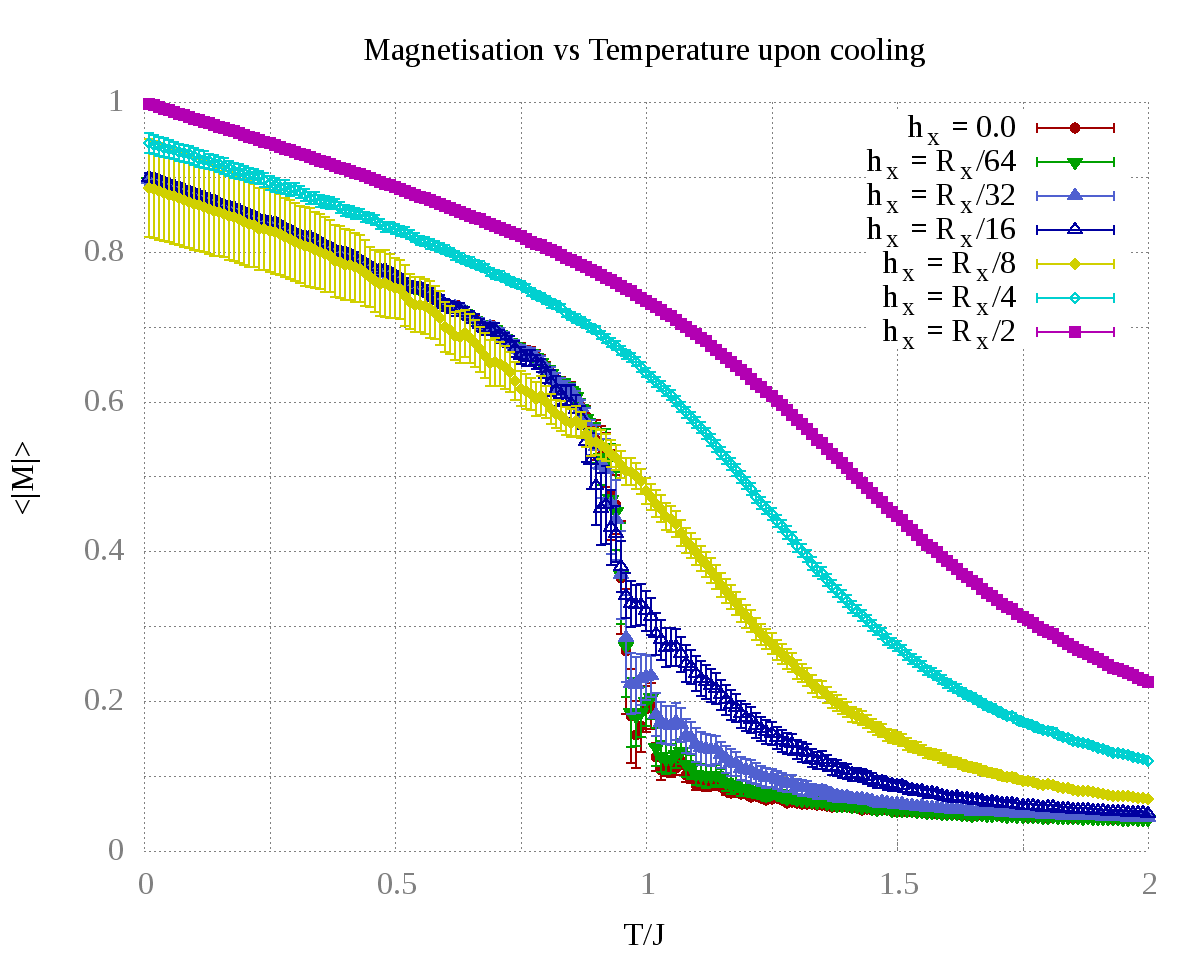 Magnetisation vs Temperature upon cooling
1
0.8
0.6
0.4
0.2
0
<|M|>
h_x = 0.0
h_x = R_x/64
h_x = R_x/32
h_x = R_x/16
h_x = R_x/8
h_x = R_x/4
h_x = R_x/2
0 0.5 1 1.5 2
T/J